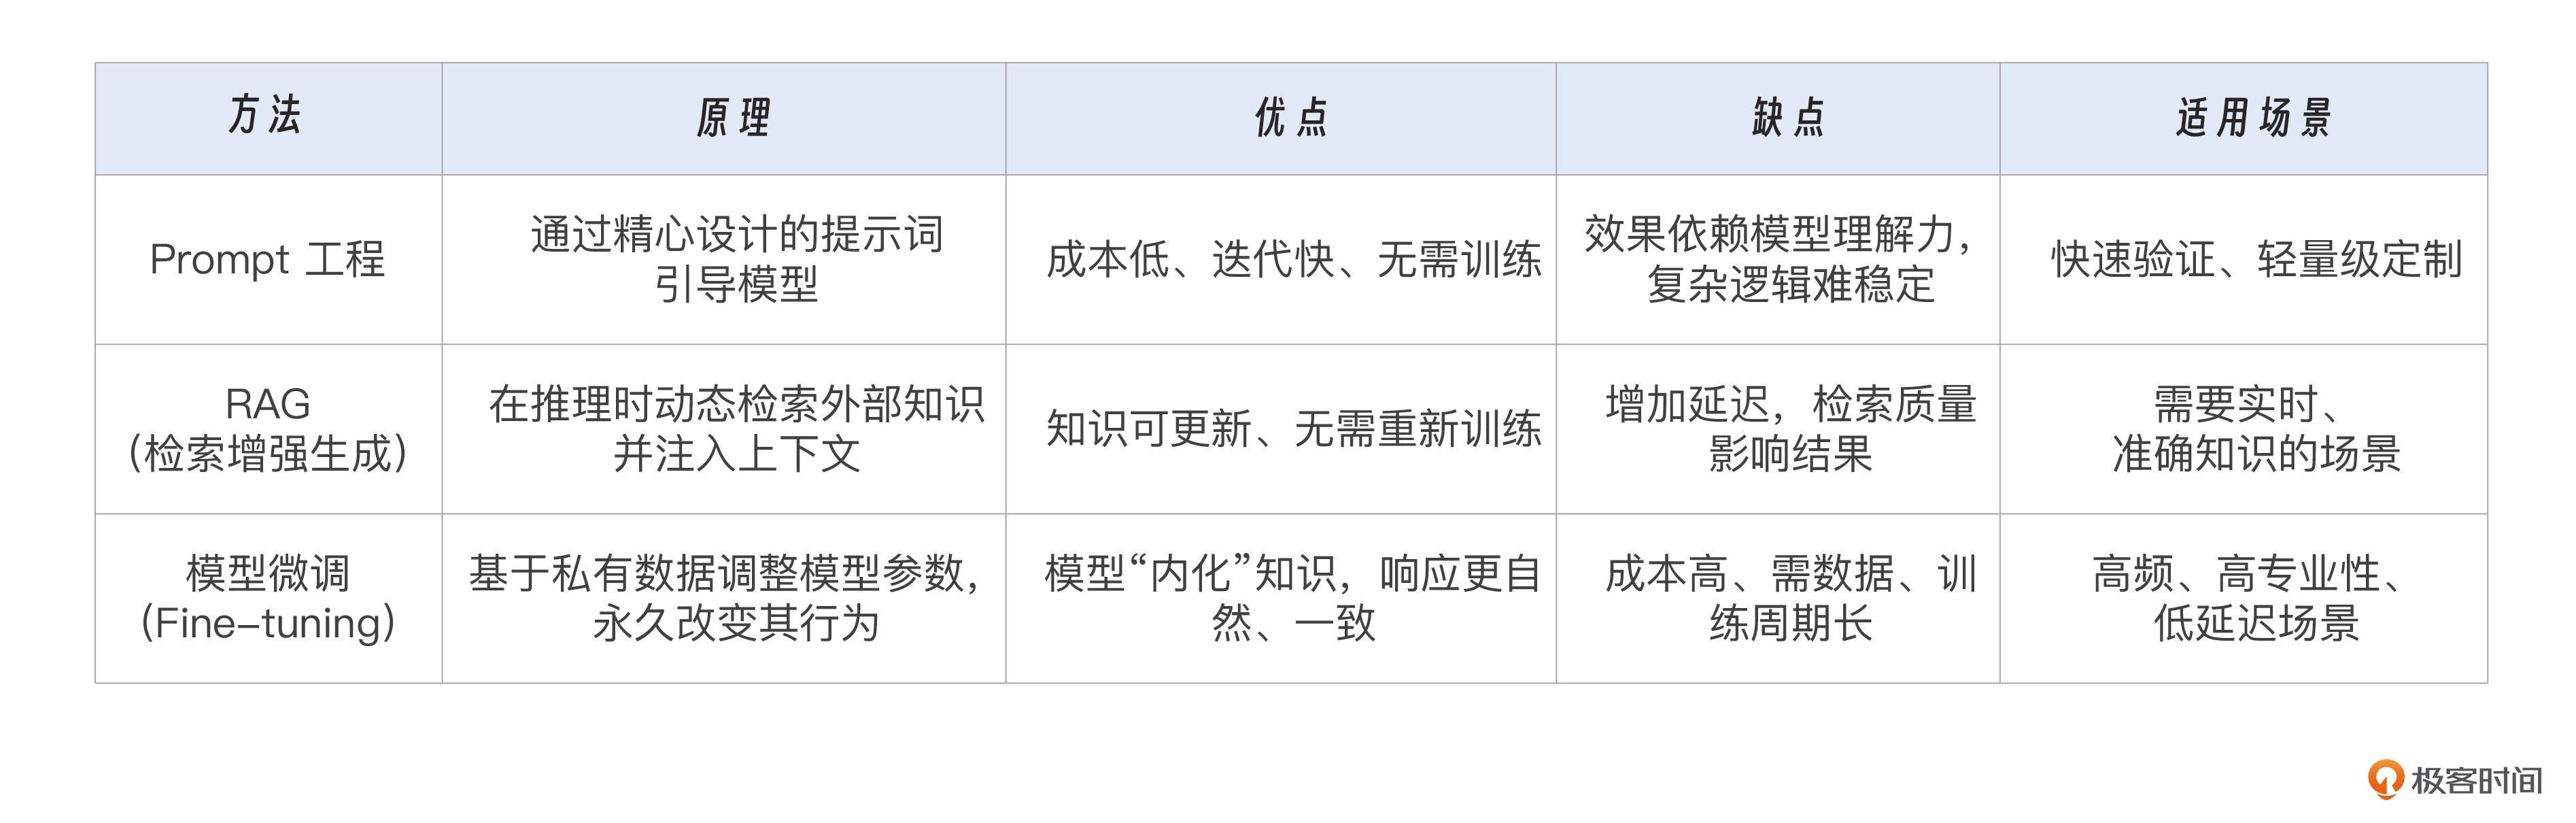 方法
原理
优点
缺点
适用场景
Prompt 工程
通过精心设计的提示词
引导模型
成本低、迭代快、无需训练
效果依赖模型理解力，
复杂逻辑难稳定
快速验证、轻量级定制
RAG
（检索增强生成）
在推理时动态检索外部知识
并注入上下文
知识可更新、无需重新训练
增加延迟，检索质量
影响结果
需要实时、
准确知识的场景
模型微调
（Fine-tuning）
基于私有数据调整模型参数，
永久改变其行为
模型“内化”知识，响应更自
然、一致
成本高、需数据、训
练周期长
高频、高专业性、
低延迟场景
极客时间